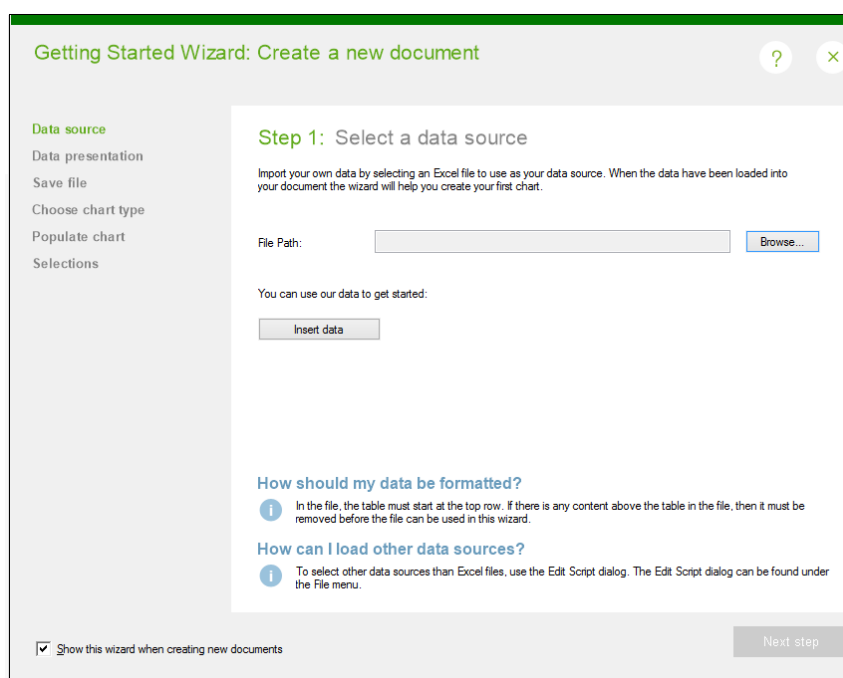 Getting Started Wizard: Create a new document
?
×
Data source
Data presentation
Save file
Choose chart type
Populate chart
Selections
Step 1: Select a data source
Import your own data by selecting an Excel file to use as your data source. When the data have been loaded into
your document the wizard will help you create your first chart.
File Path:
Browse...
You can use our data to get started:
Insert data
How should my data be formatted?
i
In the file, the table must start at the top row. If there is any content above the table in the file, then it must be
removed before the file can be used in this wizard.
How can I load other data sources?
i
To select other data sources than Excel files, use the Edit Script dialog. The Edit Script dialog can be found under
the File menu.
Show this wizard when creating new documents
Next step